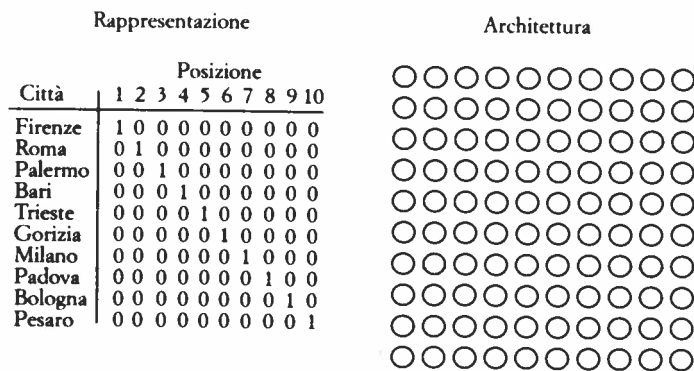 Rappresentazione
Architettura
Posizione
Città 1 2 3 4 5 6 7 8 9 10
Firenze 1 0 0 0 0 0 0 0 0 0
Roma 0 1 0 0 0 0 0 0 0 0
Palermo 0 0 1 0 0 0 0 0 0 0
Bari 0 0 0 1 0 0 0 0 0 0
Trieste 0 0 0 0 1 0 0 0 0 0
Gorizia 0 0 0 0 0 1 0 0 0 0
Milano 0 0 0 0 0 0 1 0 0 0
Padova 0 0 0 0 0 0 0 1 0 0
Bologna 0 0 0 0 0 0 0 0 1 0
Pesaro 0 0 0 0 0 0 0 0 0 1